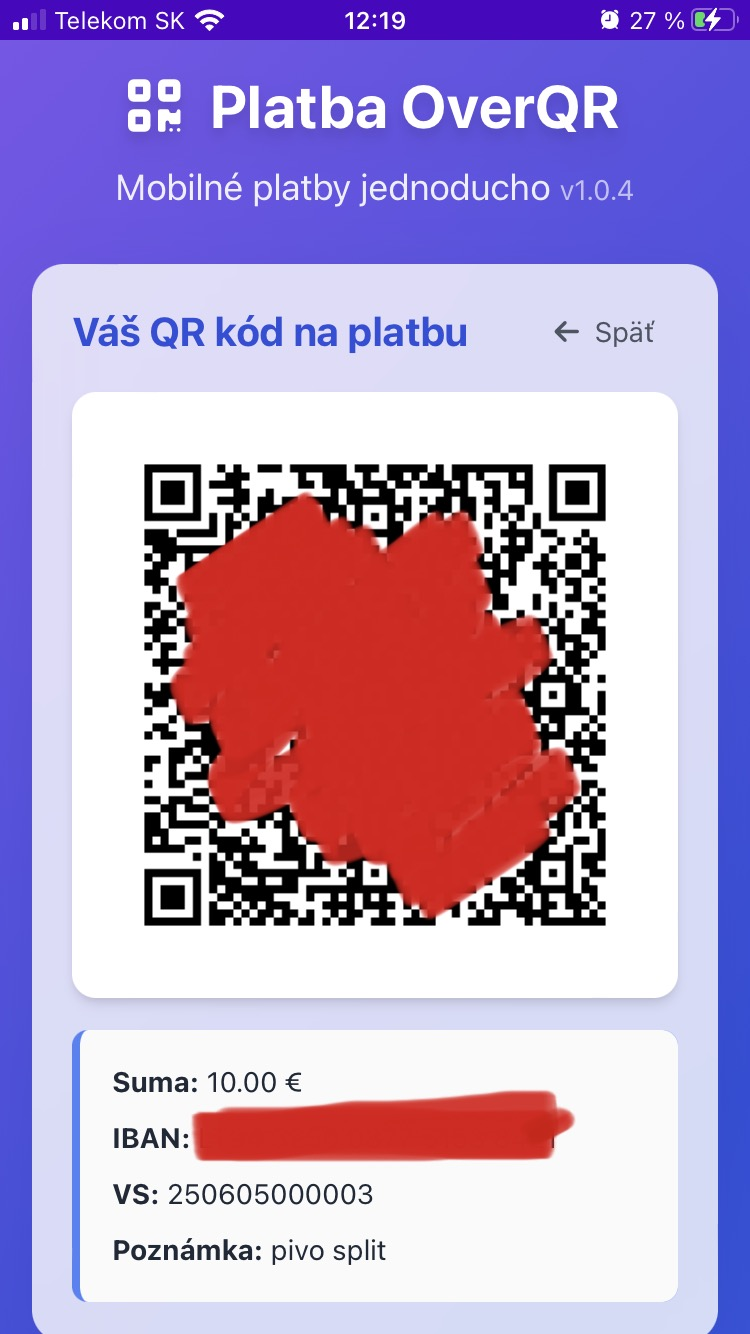 Telekom SK 12:19 27 %
Platba OverQR
Mobilné platby jednoducho v1.0.4
Váš QR kód na platbu ← Späť
Suma: 10.00 €
IBAN:
VS: 250605000003
Poznámka: pivo split